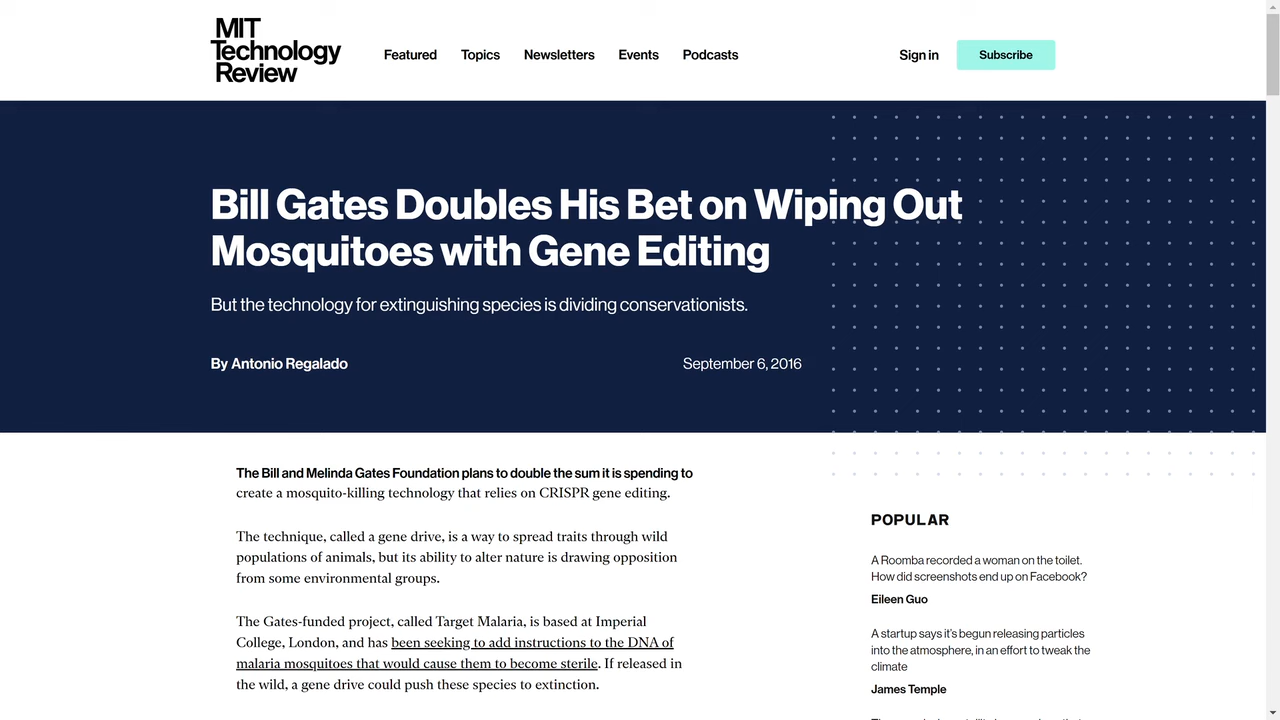 MIT
Technology
Review
Featured Topics Newsletters Events Podcasts
Sign in Subscribe
Bill Gates Doubles His Bet on Wiping Out
Mosquitoes with Gene Editing
But the technology for extinguishing species is dividing conservationists.
By Antonio Regalado September 6, 2016
The Bill and Melinda Gates Foundation plans to double the sum it is spending to
create a mosquito-killing technology that relies on CRISPR gene editing.
The technique, called a gene drive, is a way to spread traits through wild
populations of animals, but its ability to alter nature is drawing opposition
from some environmental groups.
The Gates-funded project, called Target Malaria, is based at Imperial
College, London, and has been seeking to add instructions to the DNA of
malaria mosquitoes that would cause them to become sterile. If released in
the wild, a gene drive could push these species to extinction.
POPULAR
A Roomba recorded a woman on the toilet.
How did screenshots end up on Facebook?
Eileen Guo
A startup says it's begun releasing particles
into the atmosphere, in an effort to tweak the
climate
James Temple